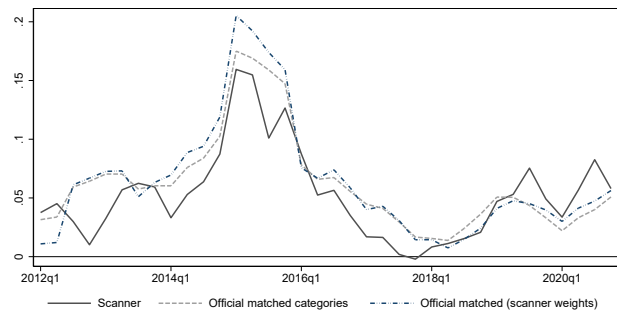 .2
.15
.1
.05
0
2012q1 2014q1 2016q1 2018q1 2020q1
Scanner Official matched categories Official matched (scanner weights)